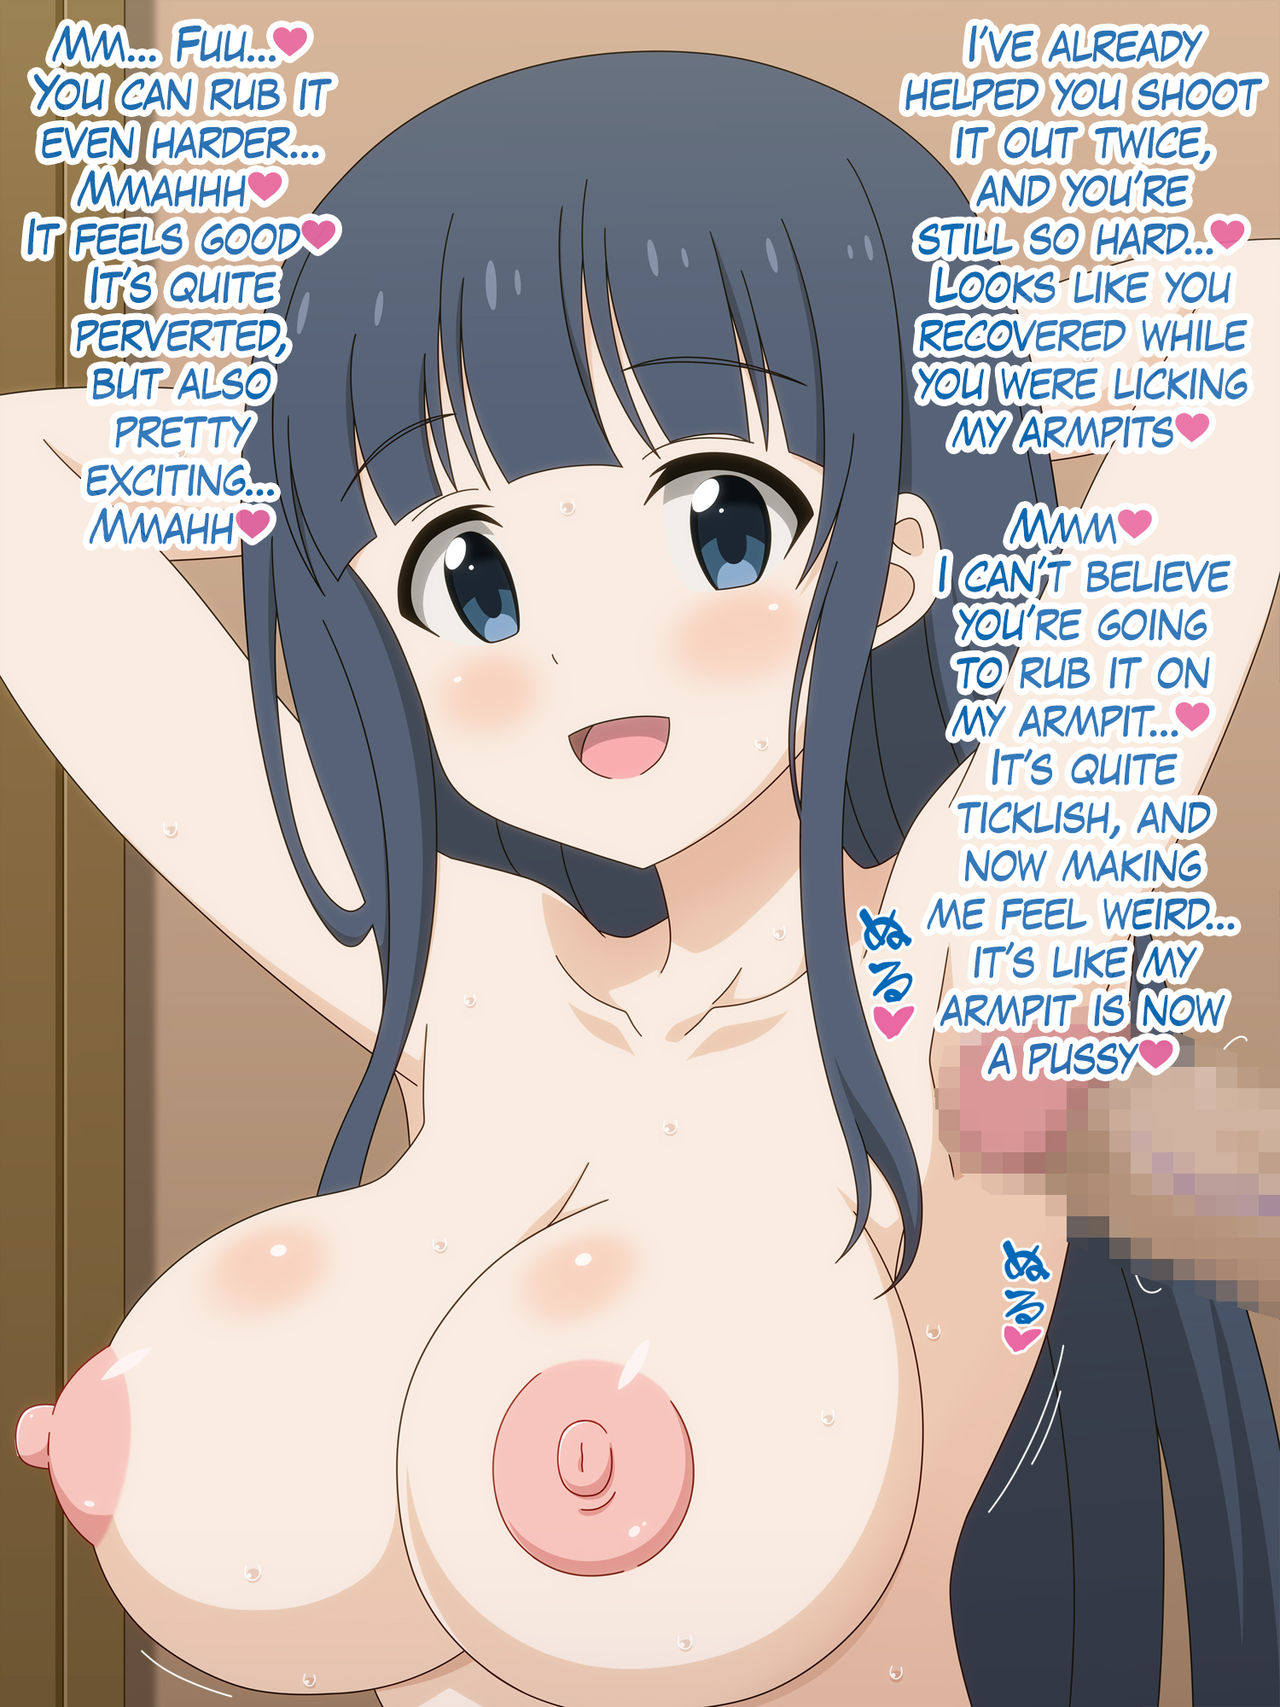 I'VE ALREADY
HELPED YOU SHOOT
IT OUT TWICE,
AND YOU'RE
STILL SO HARD...♥
LOOKS LIKE YOU
RECOVERED WHILE
YOU WERE LICKING
MY ARMPITS♥
MMM♥
I CAN'T BELIEVE
YOU'RE GOING
TO RUB IT ON
MY ARMPIT...♥
IT'S QUITE
TICKLISH, AND
NOW MAKING
ME FEEL WEIRD...
IT'S LIKE MY
ARMPIT IS NOW
A PUSSY♥
ぬる♥
ぬる♥
MM... FUU...♥
YOU CAN RUB IT
EVEN HARDER...
MMAHHH♥
IT FEELS GOOD♥
IT'S QUITE
PERVERTED,
BUT ALSO
PRETTY
EXCITING...
MMAHH♥